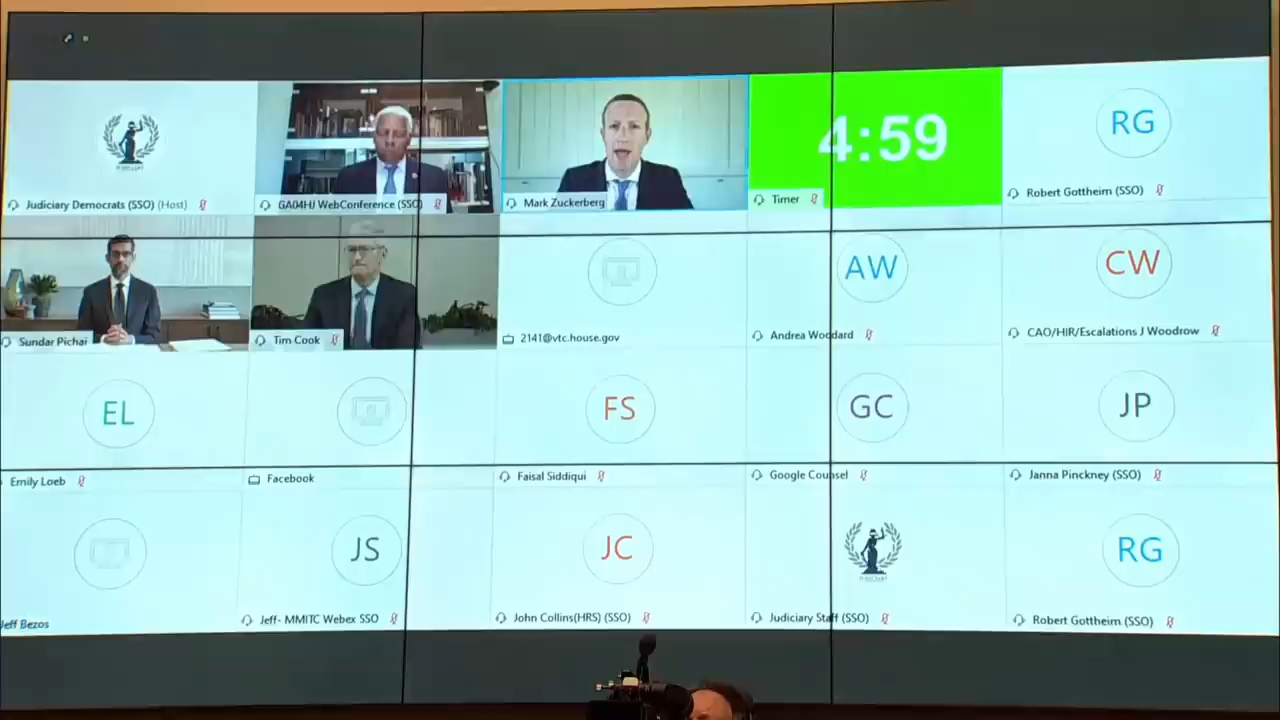 4:59
RG
Judiciary Democrats (SSO) (Host)
GA04HJ WebConference (SSO)
Mark Zuckerberg
Timer
Robert Gottheim (SSO)
AW
CW
Sundar Pichai
Tim Cook
2141@vtc.house.gov
Andrea Woodard
CAO/HIR/Escalations J Woodrow
EL
FS
GC
JP
Emily Loeb
Facebook
Faisal Siddiqui
Google Counsel
Janna Pinckney (SSO)
JS
JC
RG
Jeff Bezos
Jeff- MMITC Webex SSO
John Collins(HRS) (SSO)
Judiciary Staff (SSO)
Robert Gottheim (SSO)